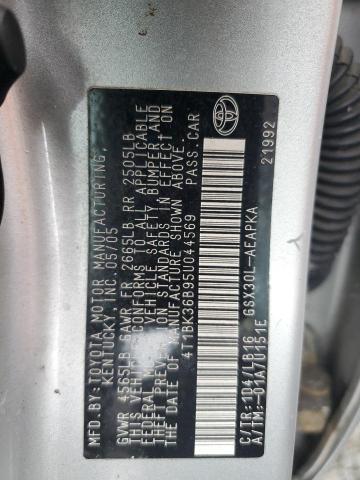 MFD. BY: TOYOTA MOTOR MANUFACTURING,
KENTUCKY, INC. 05/05
GVWR 4565LB GAWR FR 2665LB RR 2505LB
THIS VEHICLE CONFORMS TO ALL APPLICABLE
FEDERAL MOTOR VEHICLE SAFETY, BUMPER AND
THEFT PREVENTION STANDARDS IN EFFECT ON
THE DATE OF MANUFACTURE SHOWN ABOVE.
4T1BK36B95U044569 PASS.CAR
C/TR: 1D4/LB16 GSX30L-AEAPKA
A/TM: -01A/U151E 21992